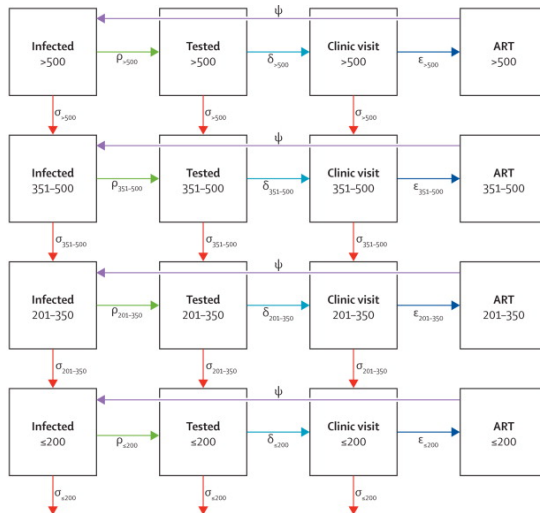 ψ
Infected
>500
ρ>500
Tested
>500
δ>500
Clinic visit
>500
ε>500
ART
>500
σ>500
σ>500
σ>500
ψ
Infected
351–500
ρ351–500
Tested
351–500
δ351–500
Clinic visit
351–500
ε351–500
ART
351–500
σ351–500
σ351–500
σ351–500
ψ
Infected
201–350
ρ201–350
Tested
201–350
δ201–350
Clinic visit
201–350
ε201–350
ART
201–350
σ201–350
σ201–350
σ201–350
ψ
Infected
≤200
ρ≤200
Tested
≤200
δ≤200
Clinic visit
≤200
ε≤200
ART
≤200
σ≤200
σ≤200
σ≤200